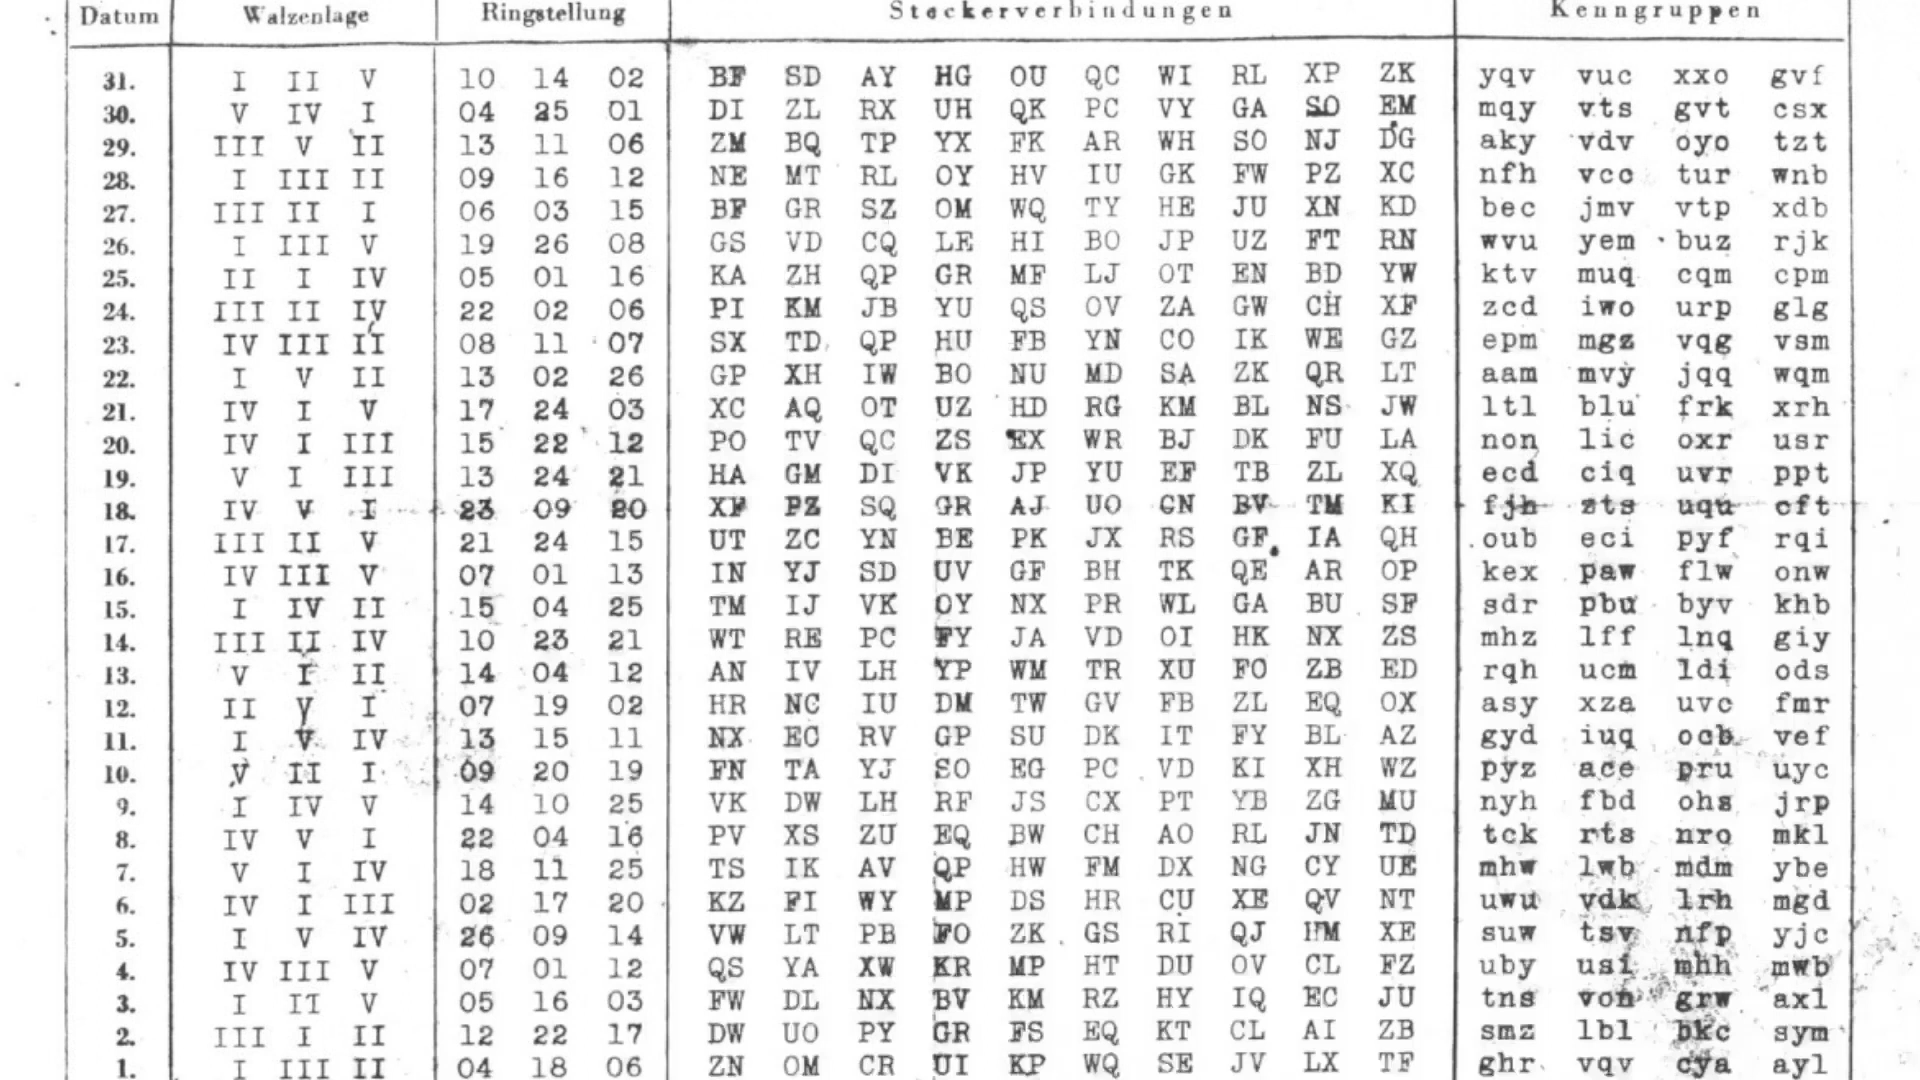 Datum Walzenlage Ringstellung Steckerverbindungen Kenngruppen
31. I II V 10 14 02 BF SD AY HG OU QC WI RL XP ZK yqv vuc xxo gvf
30. V IV I 04 25 01 DI ZL RX UH QK PC VY GA SO EM mqy vts gvt csx
29. III V II 13 11 06 ZM BQ TP YX FK AR WH SO NJ DG aky vdv oyo tzt
28. I III II 09 16 12 NE MT RL OY HV IU GK FW PZ XC nfh vco tur wnb
27. III II I 06 03 15 BF GR SZ OM WQ TY HE JU XN KD bec jmv vtp xdb
26. I III V 19 26 08 GS VD CQ LE HI BO JP UZ FT RN wvu yem buz rjk
25. II I IV 05 01 16 KA ZH QP GR MF LJ OT EN BD YW ktv muq cqm cpm
24. III II IV 22 02 06 PI KM JB YU QS OV ZA GW CH XF zcd iwo urp glg
23. IV III II 08 11 07 SX TD QP HU FB YN CO IK WE GZ epm mgz vqg vsm
22. I V II 13 02 26 GP XH IW BO NU MD SA ZK QR LT aam mvy jqq wqm
21. IV I V 17 24 03 XC AQ OT UZ HD RG KM BL NS JW ltl blu frk xrh
20. IV I III 15 22 12 PO TV QC ZS EX WR BJ DK FU LA non lic oxr usr
19. V I III 13 24 21 HA GM DI VK JP YU EF TB ZL XQ ecd ciq uvr ppt
18. IV V I 23 09 20 XF PZ SQ GR AJ UO CN BV TM KI fjh zts uqu cft
17. III II V 21 24 15 UT ZC YN BE PK JX RS GF IA QH oub eci pyf rqi
16. IV III V 07 01 13 IN YJ SD UV GF BH TK QE AR OP kex paw flw onw
15. I IV II 15 04 25 TM IJ VK OY NX PR WL GA BU SF sdr pbu byv khb
14. III II IV 10 23 21 WT RE PC FY JA VD OI HK NX ZS mhz lff lnq giy
13. V I II 14 04 12 AN IV LH YP WM TR XU FO ZB ED rqh ucm ldi ods
12. II V I 07 19 02 HR NC IU DM TW GV FB ZL EQ OX asy xza uvc fmr
11. I V IV 13 15 11 NX EC RV GP SU DK IT FY BL AZ gyd iuq ocb vef
10. V II I 09 20 19 FN TA YJ SO EG PC VD KI XH WZ pyz ace pru uyc
9. I IV V 14 10 25 VK DW LH RF JS CX PT YB ZG MU nyh fbd ohs jrp
8. IV V I 22 04 16 PV XS ZU EQ BW CH AO RL JN TD tck rts nro mkl
7. V I IV 18 11 25 TS IK AV QP HW FM DX NG CY UE mhw lwb mdm ybe
6. IV I III 02 17 20 KZ FI WY MP DS HR CU XE QV NT uwu vdk lrh mgd
5. I V IV 26 09 14 VW LT PB FO ZK GS RI QJ HM XE suw tsv nfp yjc
4. IV III V 07 01 12 QS YA XW KR MP HT DU OV CL FZ uby usi mhh mwb
3. I II V 05 16 03 FW DL NX BV KM RZ HY IQ EC JU tns von grw axl
2. III I II 12 22 17 DW UO PY GR FS EQ KT CL AI ZB smz lbl bkc sym
1. I III II 04 18 06 ZN OM CR UI KP WQ SE JV LX TF ghr vqv cya ayl